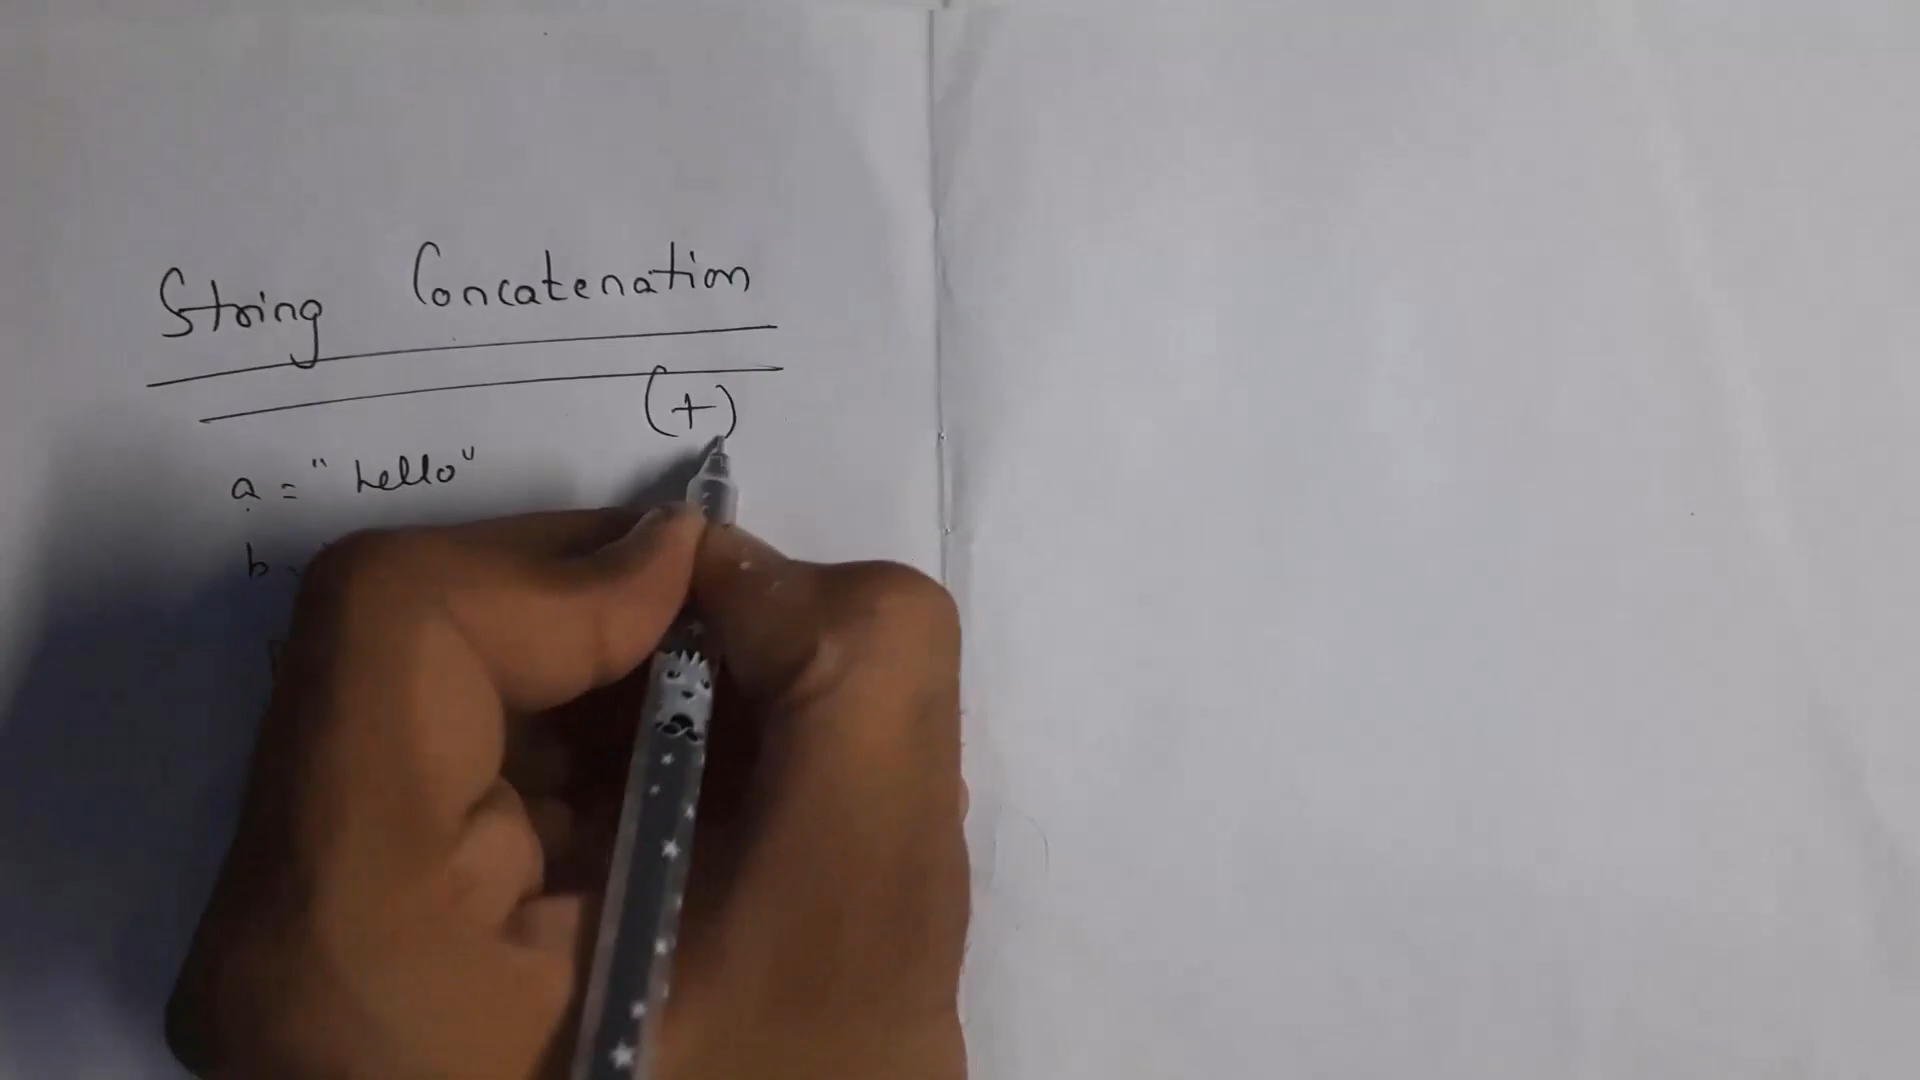 String Concatenation
(+)
a = "hello"
b